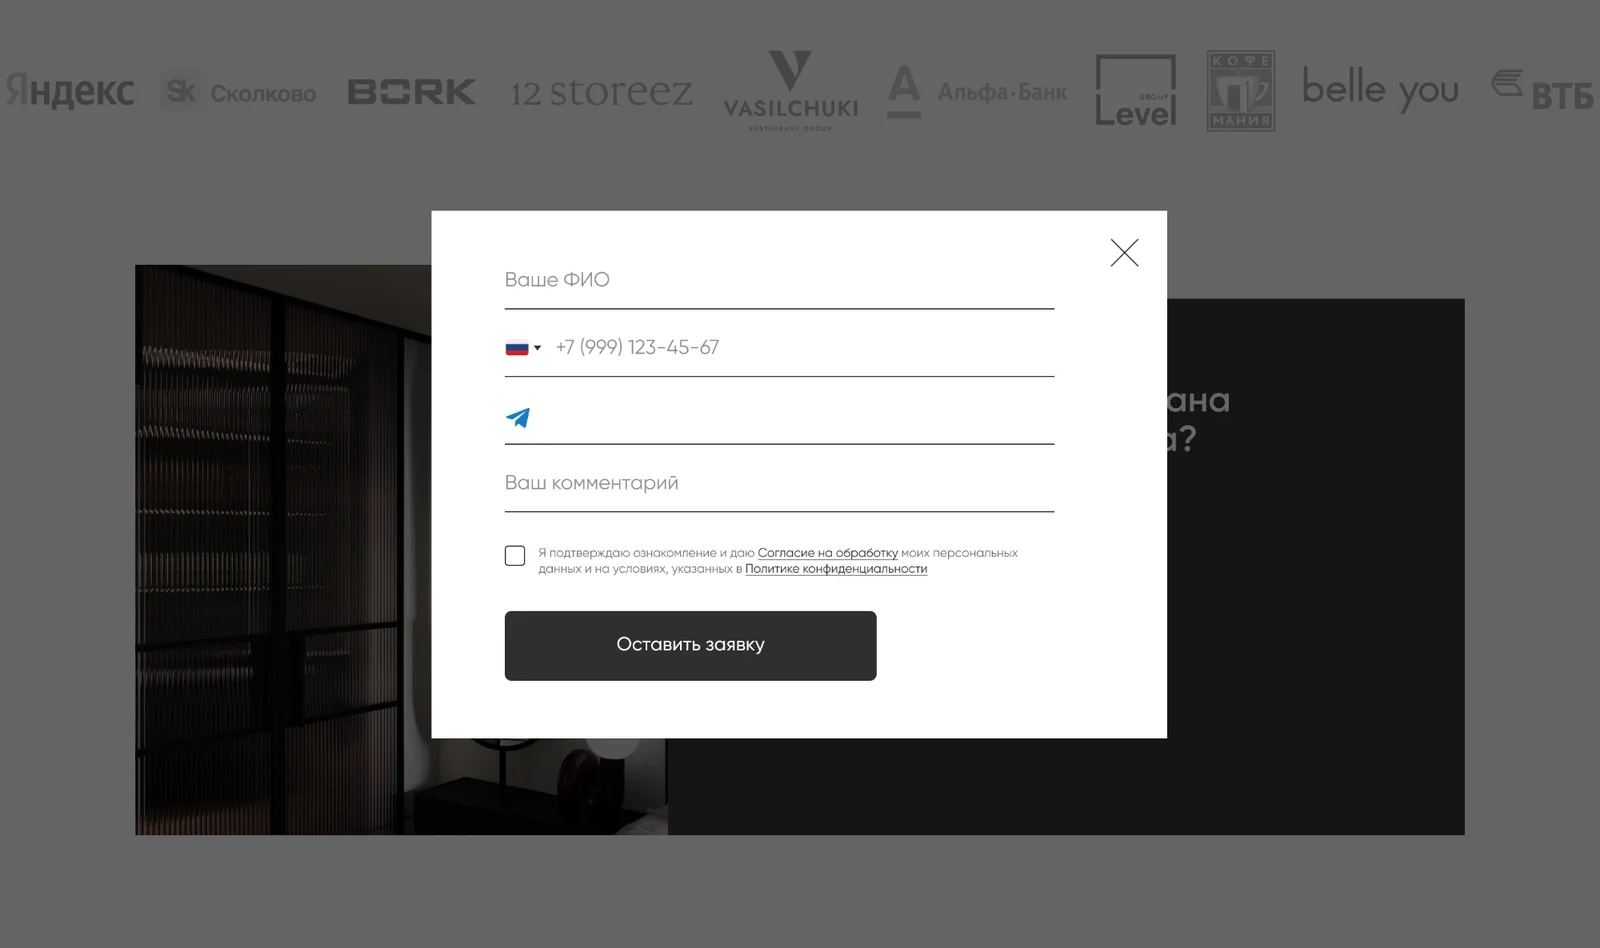 Яндекс
Sk Сколково
BORK
12 storeez
V
VASILCHUKI
RESTAURANT GROUP
А Альфа·Банк
GROUP
Level
КОФЕ
МАНИЯ
belle you
ВТБ
Ваше ФИО
+7 (999) 123-45-67
Ваш комментарий
Я подтверждаю ознакомление и даю Согласие на обработку моих персональных
данных и на условиях, указанных в Политике конфиденциальности
Оставить заявку
ана
а?